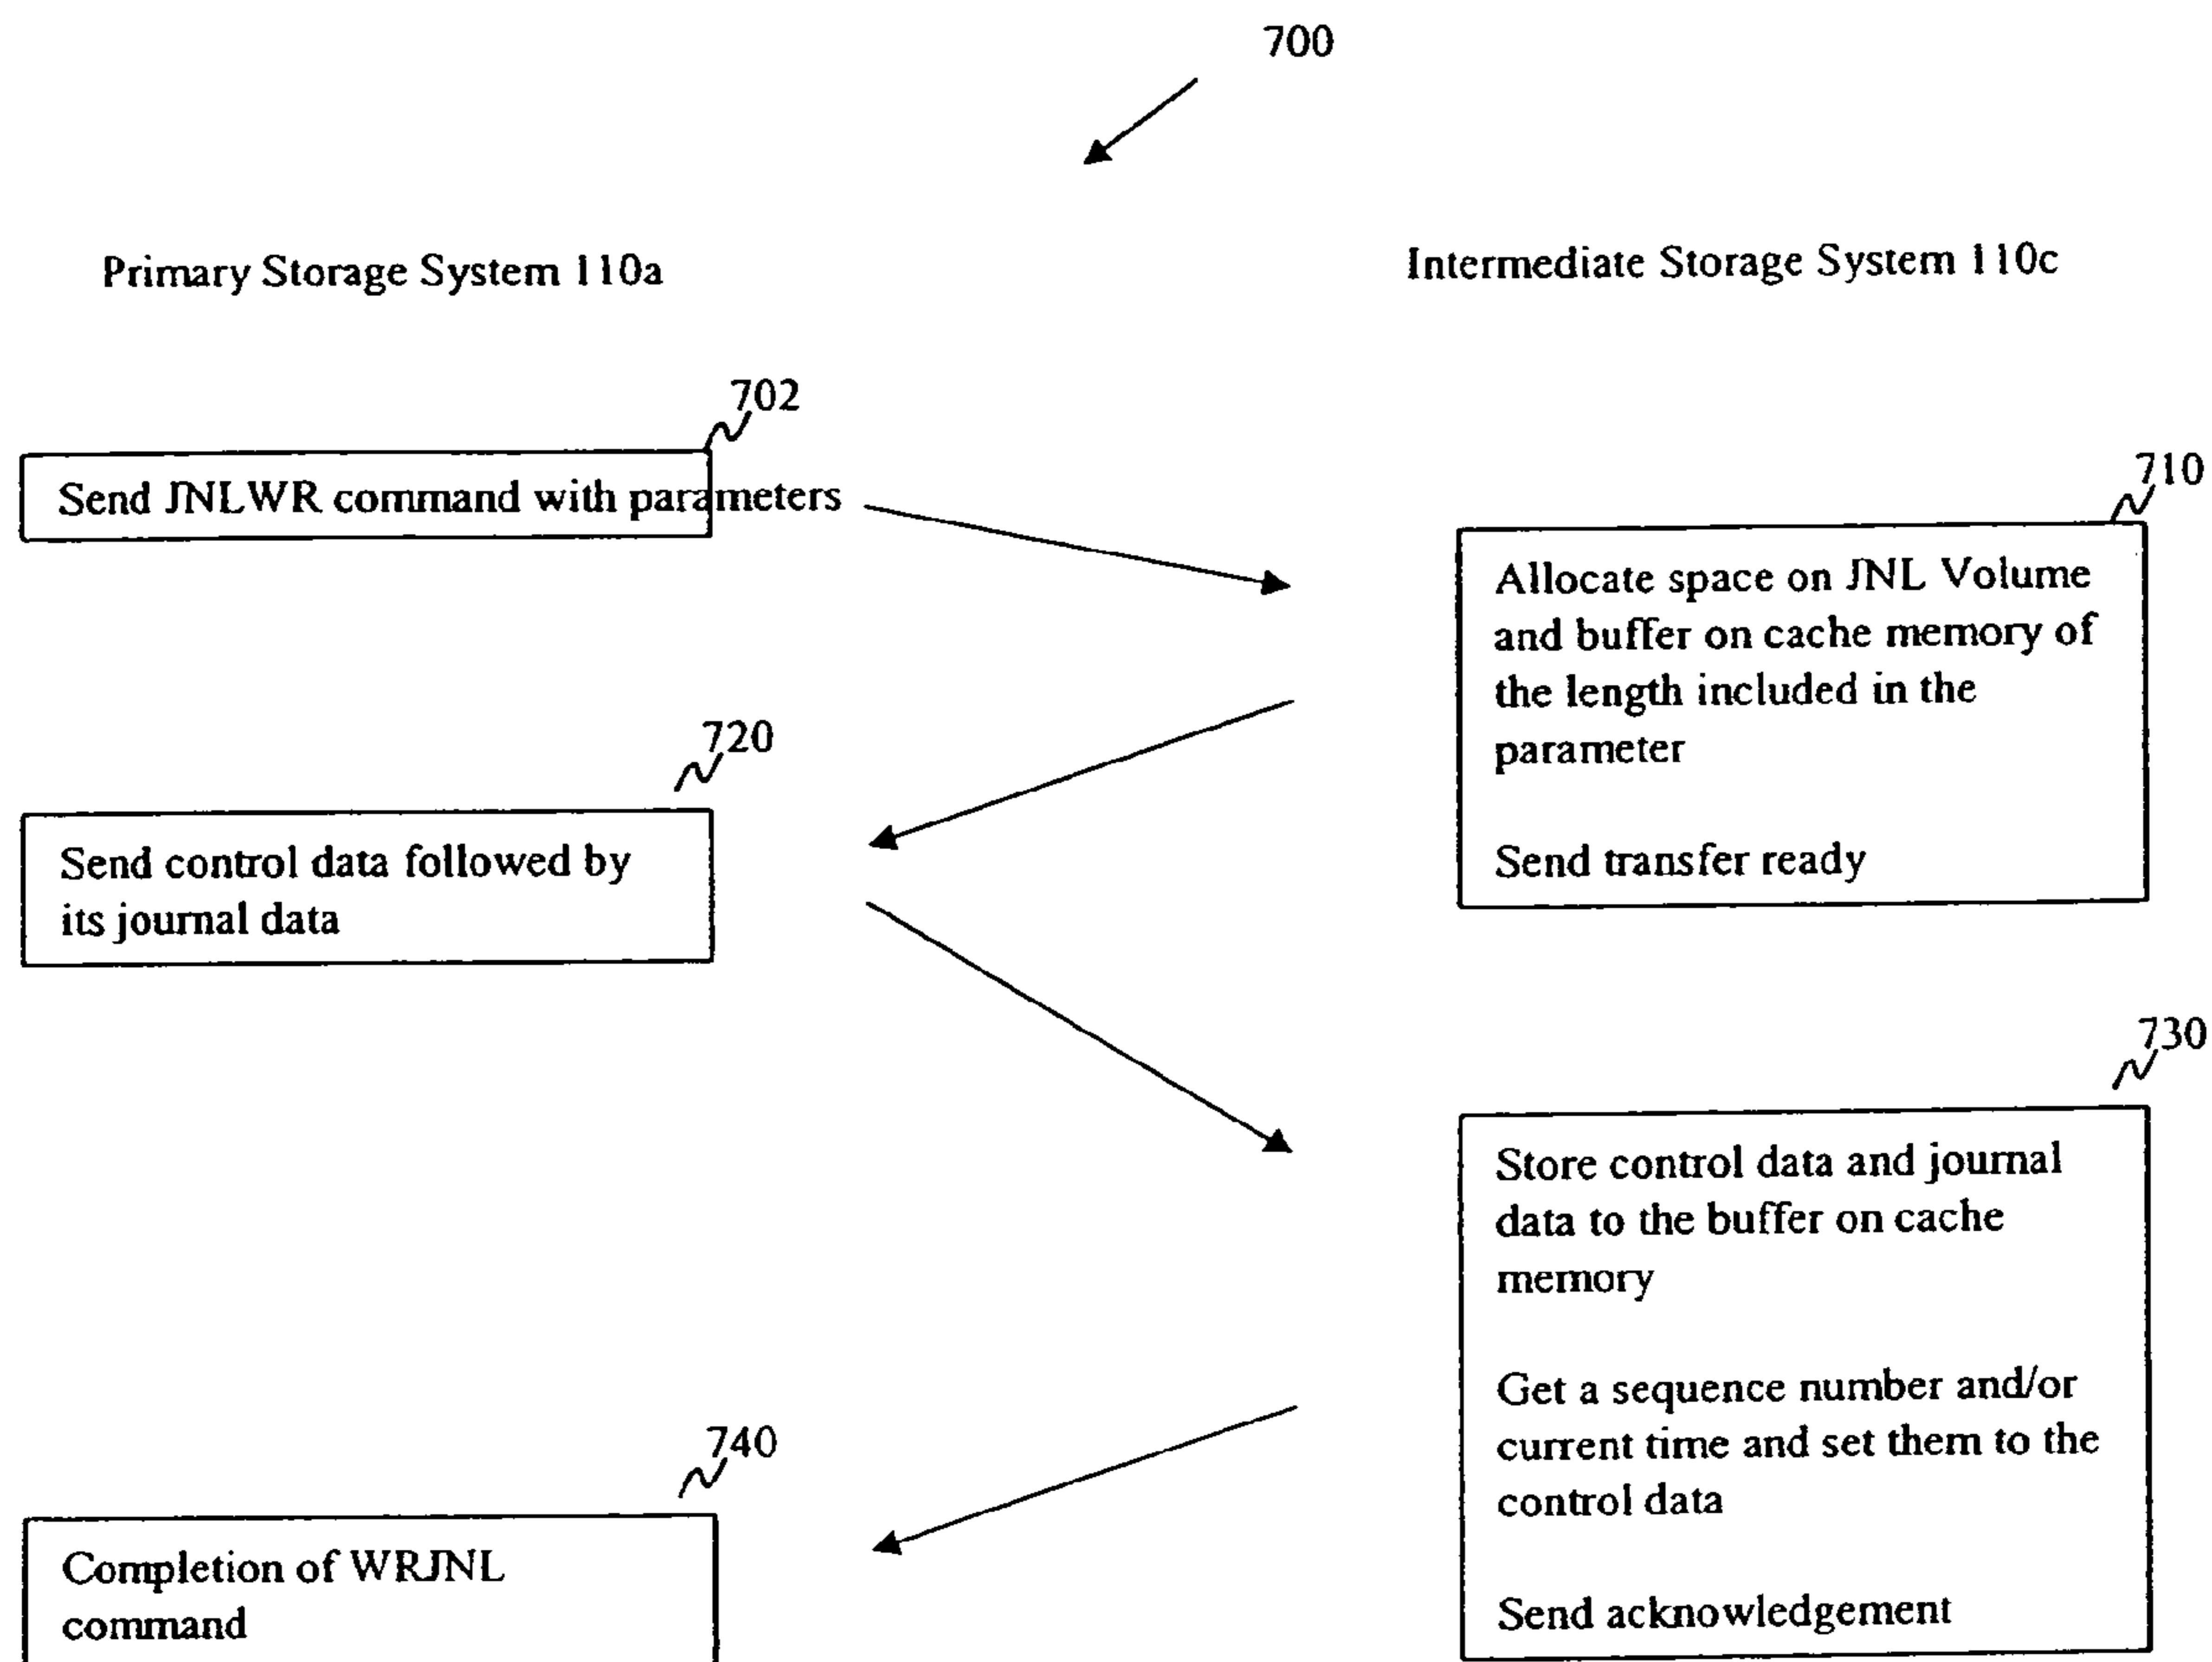 700
Primary Storage System 110a
Intermediate Storage System 110c
702
Send JNLWR command with parameters
710
Allocate space on JNL Volume
and buffer on cache memory of
the length included in the
parameter
Send transfer ready
720
Send control data followed by
its journal data
730
Store control data and journal
data to the buffer on cache
memory
Get a sequence number and/or
current time and set them to the
control data
Send acknowledgement
740
Completion of WRJNL
command